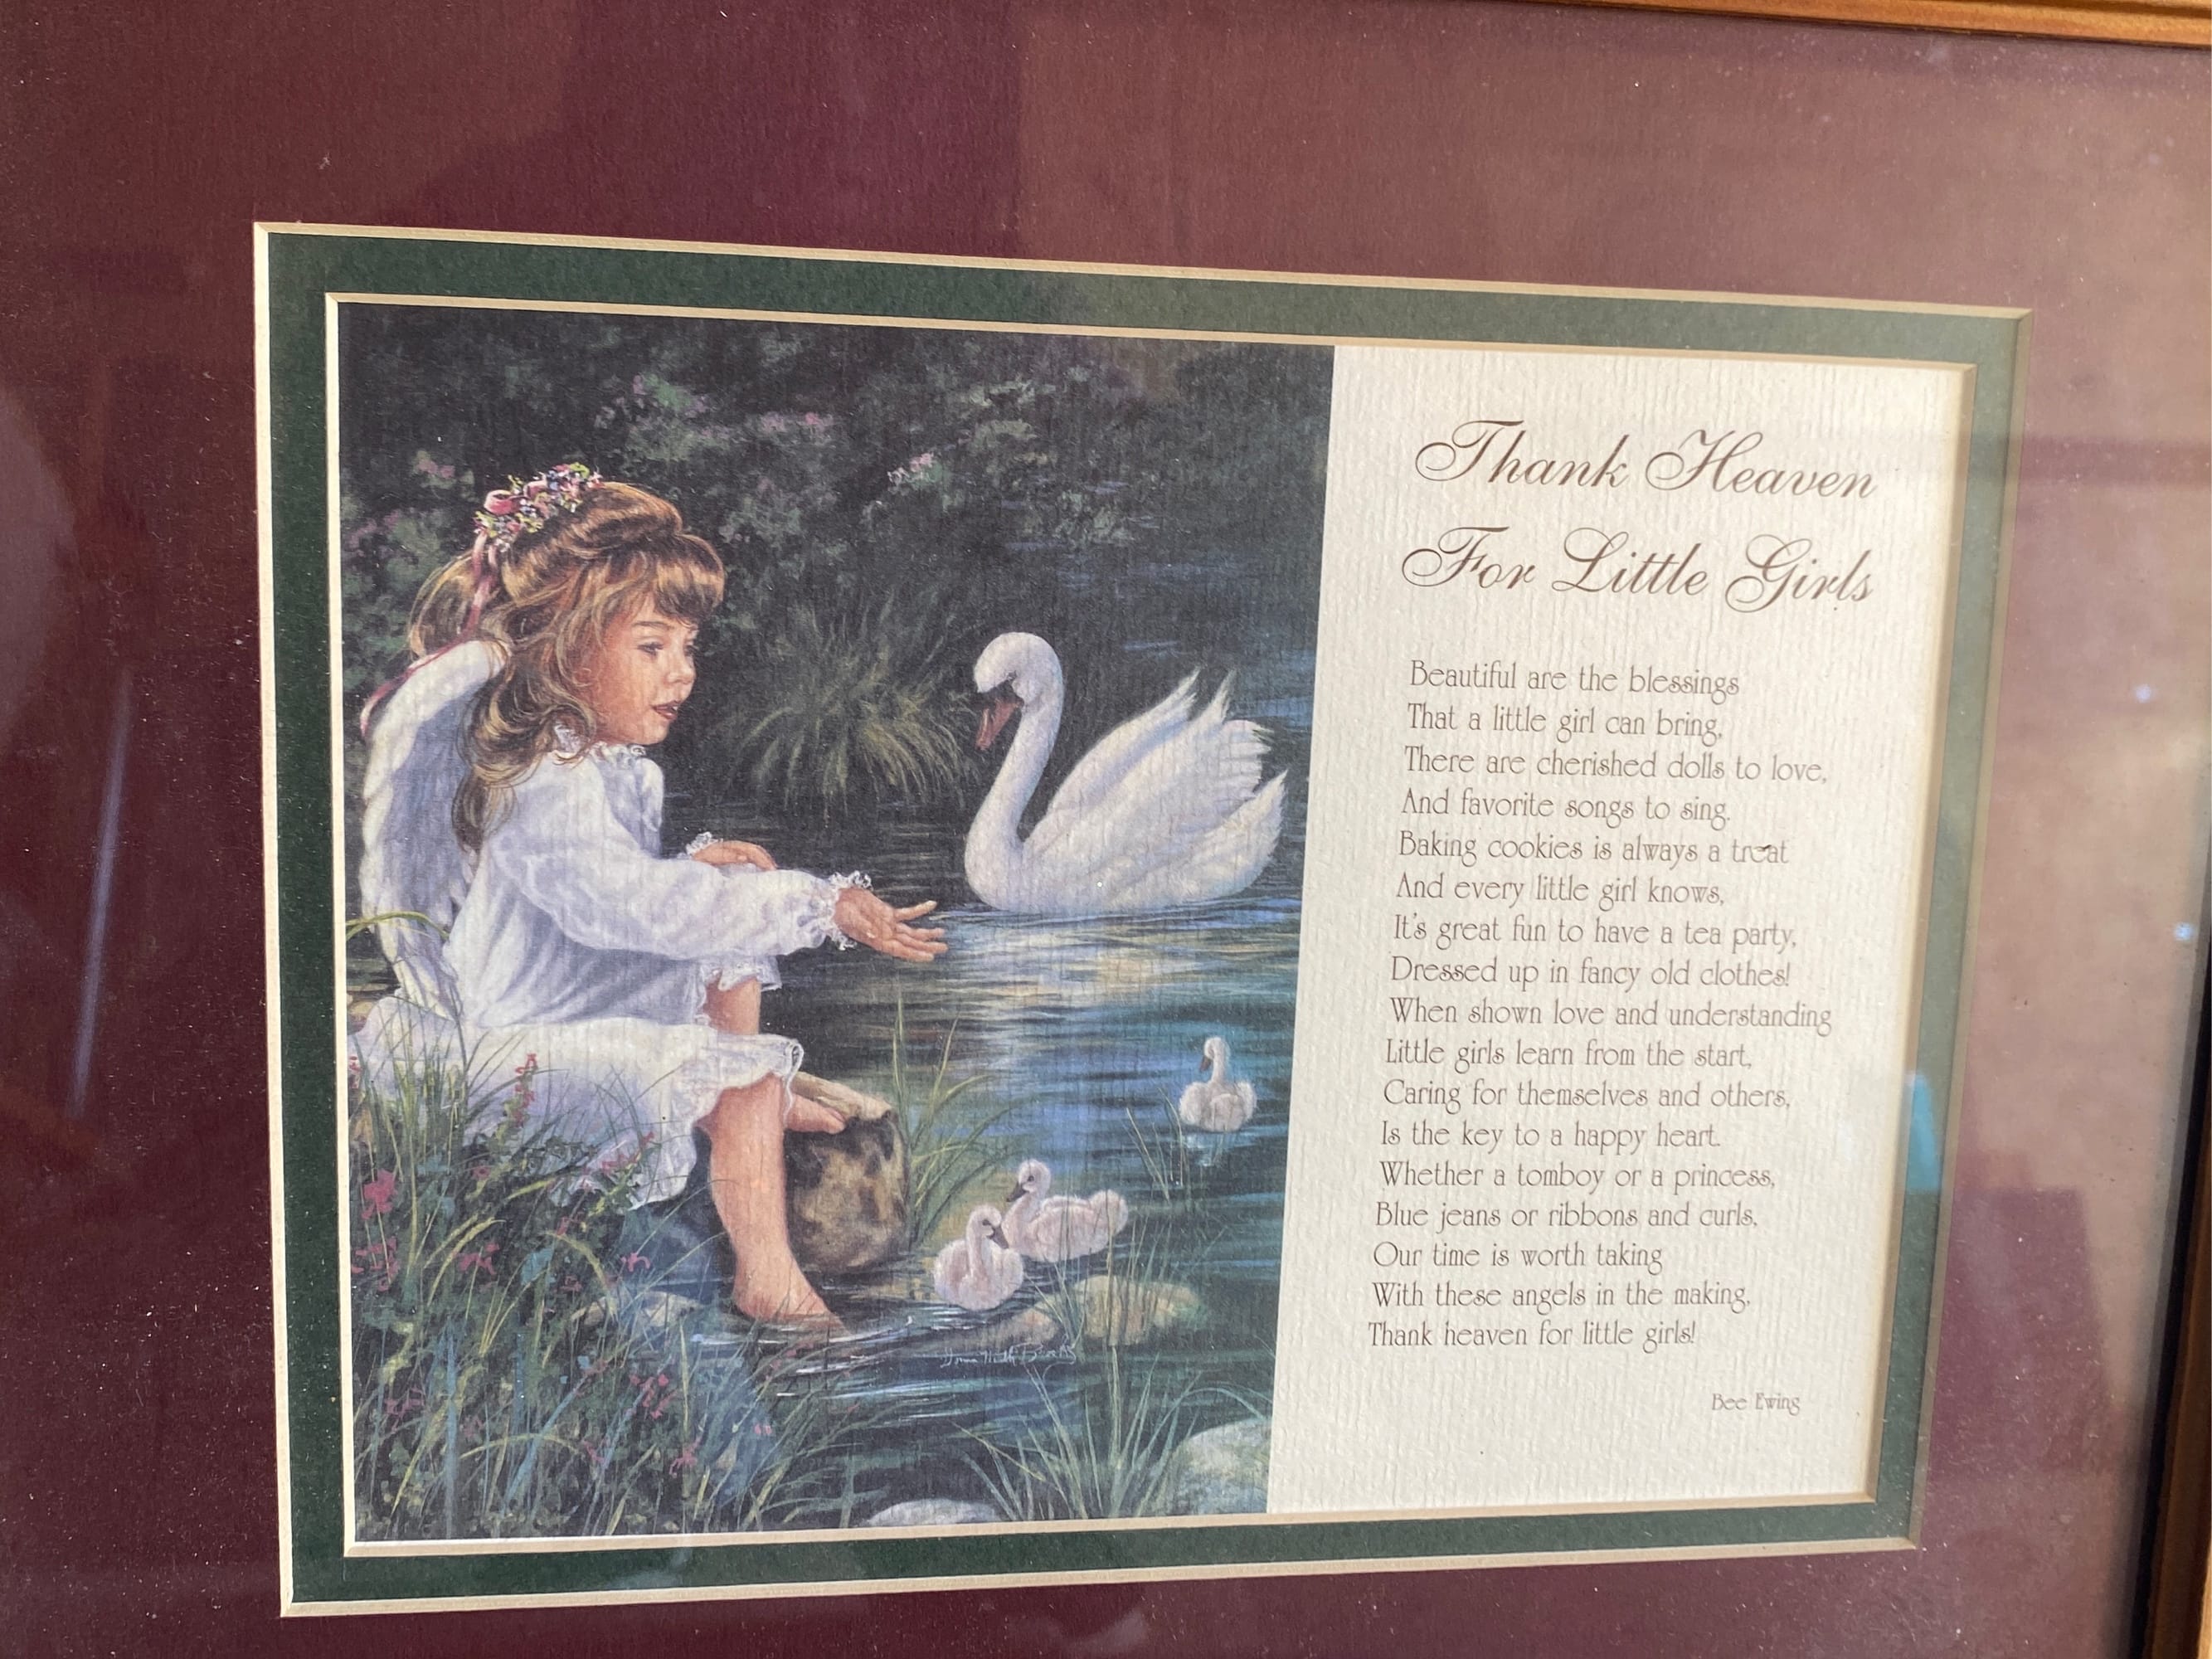 Thank Heaven
For Little Girls
Beautiful are the blessings
That a little girl can bring,
There are cherished dolls to love,
And favorite songs to sing.
Baking cookies is always a treat
And every little girl knows,
It's great fun to have a tea party,
Dressed up in fancy old clothes!
When shown love and understanding
Little girls learn from the start,
Caring for themselves and others,
Is the key to a happy heart.
Whether a tomboy or a princess,
Blue jeans or ribbons and curls,
Our time is worth taking
With these angels in the making,
Thank heaven for little girls!
Bee Ewing